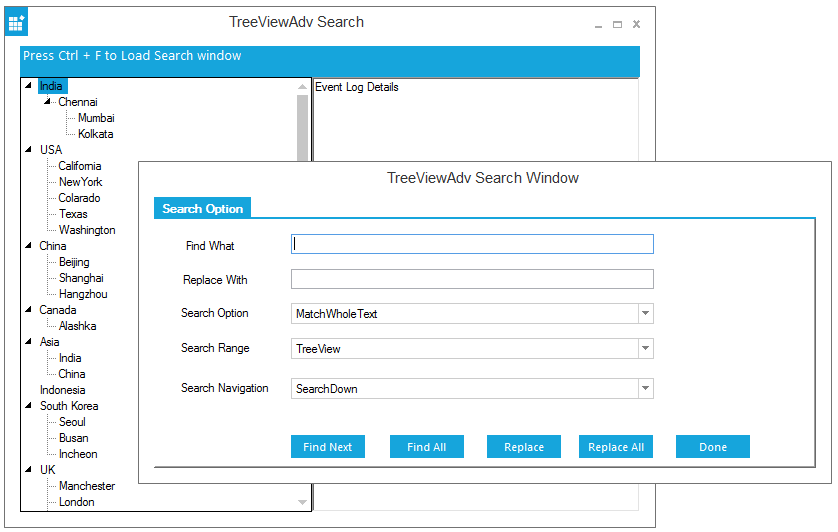 TreeViewAdv Search
Press Ctrl + F to Load Search window
India
Chennai
Mumbai
Kolkata
USA
California
NewYork
Colarado
Texas
Washington
China
Beijing
Shanghai
Hangzhou
Canada
Alashka
Asia
India
China
Indonesia
South Korea
Seoul
Busan
Incheon
UK
Manchester
London
Event Log Details
TreeViewAdv Search Window
Search Option
Find What
Replace With
Search Option MatchWholeText
Search Range TreeView
Search Navigation SearchDown
Find Next Find All Replace Replace All Done